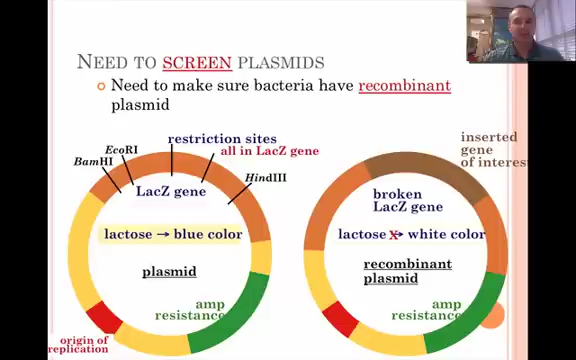 NEED TO SCREEN PLASMIDS
Need to make sure bacteria have recombinant
plasmid
restriction sites
all in LacZ gene
EcoRI
BamHI
HindIII
LacZ gene
lactose → blue color
plasmid
amp
resistance
origin of
replication
inserted
gene
of interest
broken
LacZ gene
lactose x→ white color
recombinant
plasmid
amp
resistance